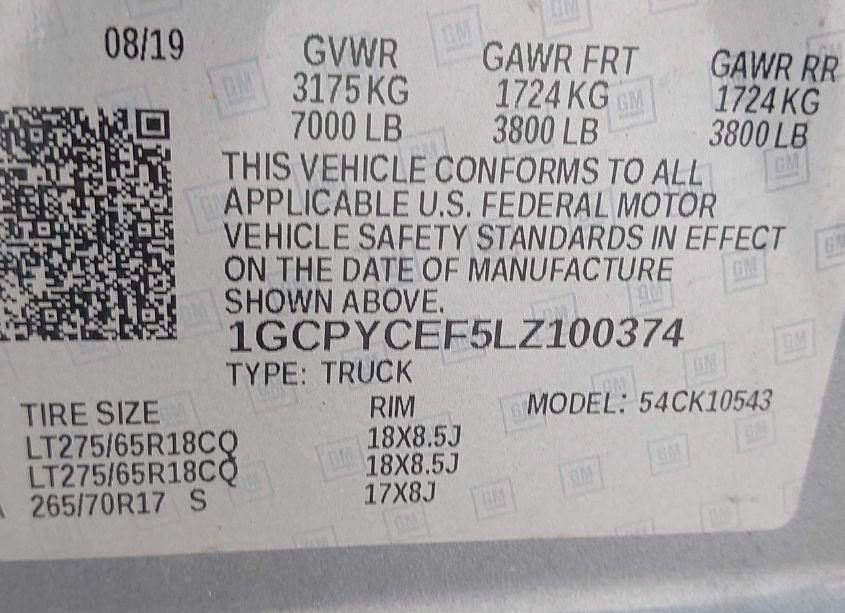 08/19 GVWR GAWR FRT GAWR RR
3175 KG 1724 KG 1724 KG
7000 LB 3800 LB 3800 LB
THIS VEHICLE CONFORMS TO ALL
APPLICABLE U.S. FEDERAL MOTOR
VEHICLE SAFETY STANDARDS IN EFFECT
ON THE DATE OF MANUFACTURE
SHOWN ABOVE.
1GCPYCEF5LZ100374
TYPE: TRUCK
TIRE SIZE RIM MODEL: 54CK10543
LT275/65R18CQ 18X8.5J
LT275/65R18CQ 18X8.5J
265/70R17 S 17X8J